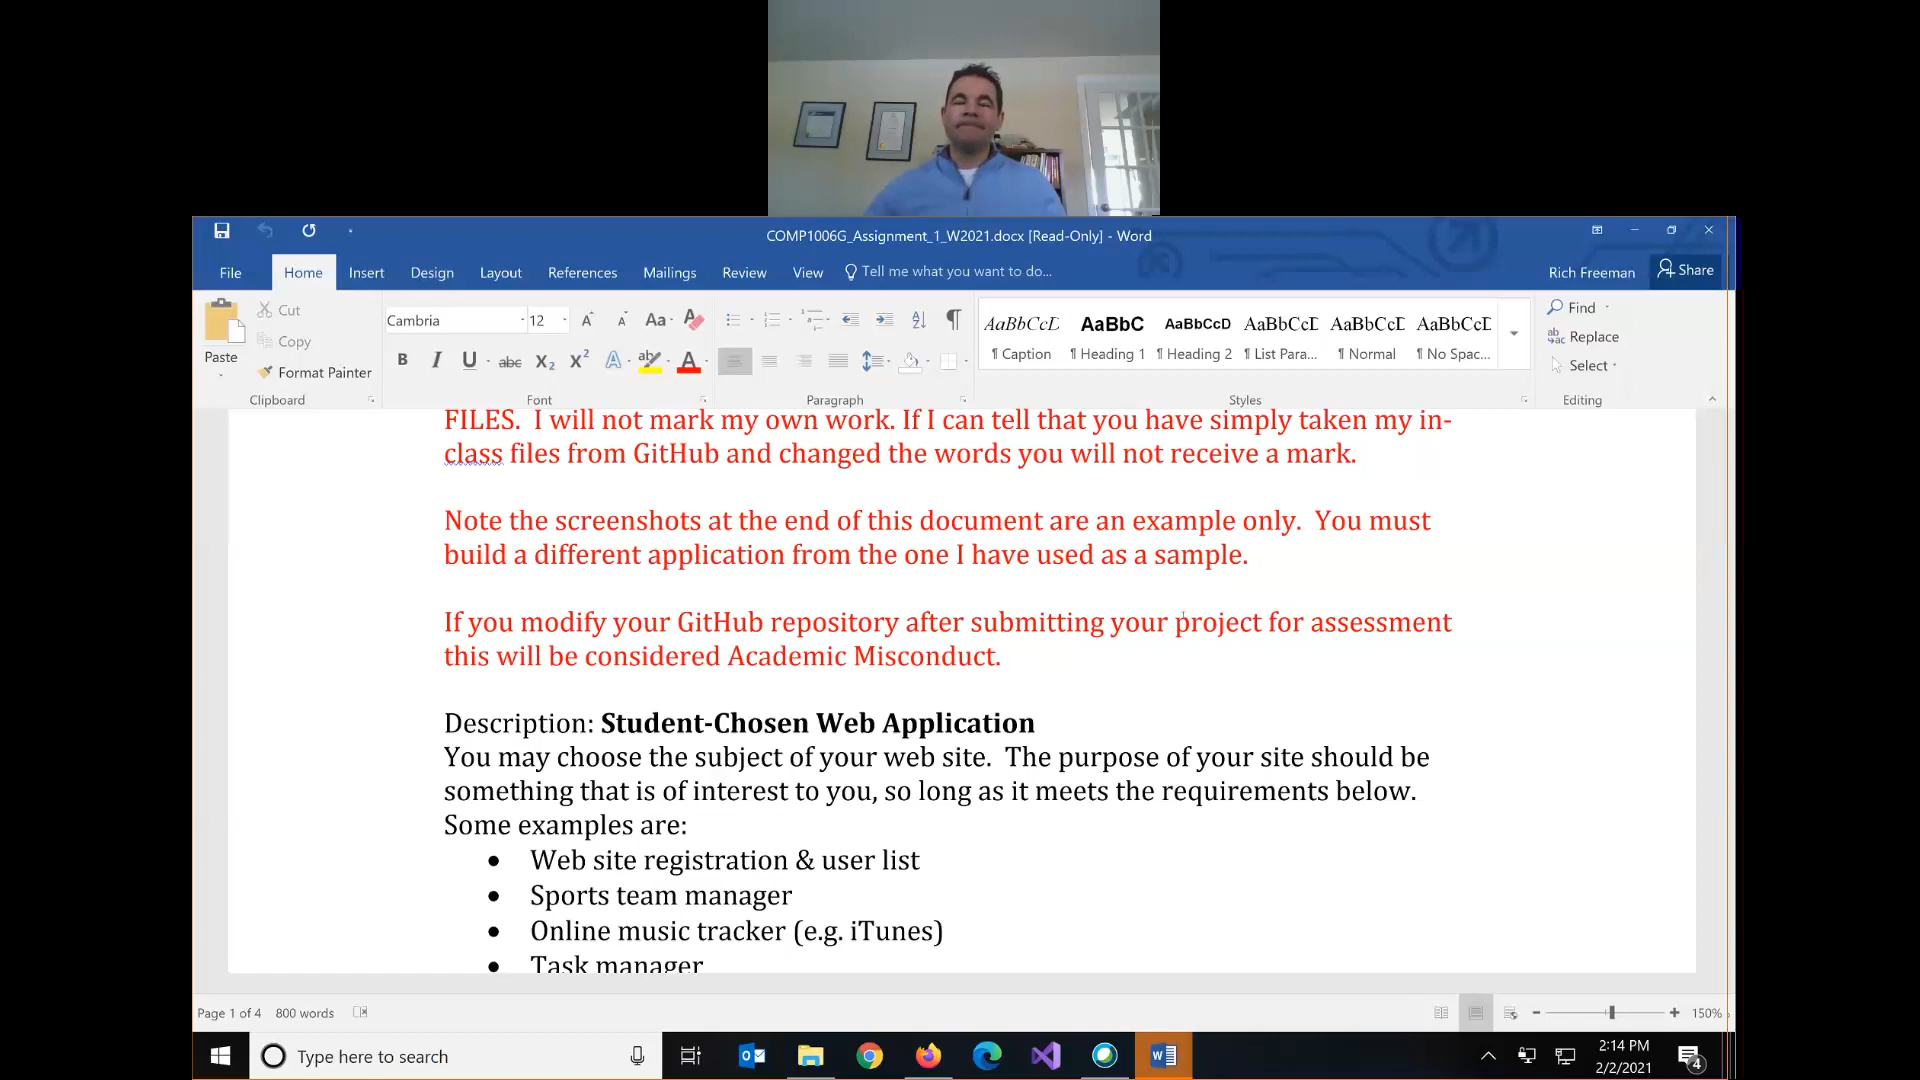 COMP1006G_Assignment_1_W2021.docx [Read-Only] - Word
File Home Insert Design Layout References Mailings Review View Tell me what you want to do... Rich Freeman Share
Paste
Cut
Copy
Format Painter
Clipboard
Cambria 12
Font
Paragraph
AaBbCcD AaBbC AaBbCcD AaBbCcD AaBbCcD AaBbCcD
¶ Caption ¶ Heading 1 ¶ Heading 2 ¶ List Para... ¶ Normal ¶ No Spac...
Styles
Find
Replace
Select
Editing
FILES. I will not mark my own work. If I can tell that you have simply taken my in-
class files from GitHub and changed the words you will not receive a mark.
Note the screenshots at the end of this document are an example only. You must
build a different application from the one I have used as a sample.
If you modify your GitHub repository after submitting your project for assessment
this will be considered Academic Misconduct.
Description: Student-Chosen Web Application
You may choose the subject of your web site. The purpose of your site should be
something that is of interest to you, so long as it meets the requirements below.
Some examples are:
• Web site registration & user list
• Sports team manager
• Online music tracker (e.g. iTunes)
• Task manager
Page 1 of 4 800 words 150%
Type here to search
2:14 PM
2/2/2021
4